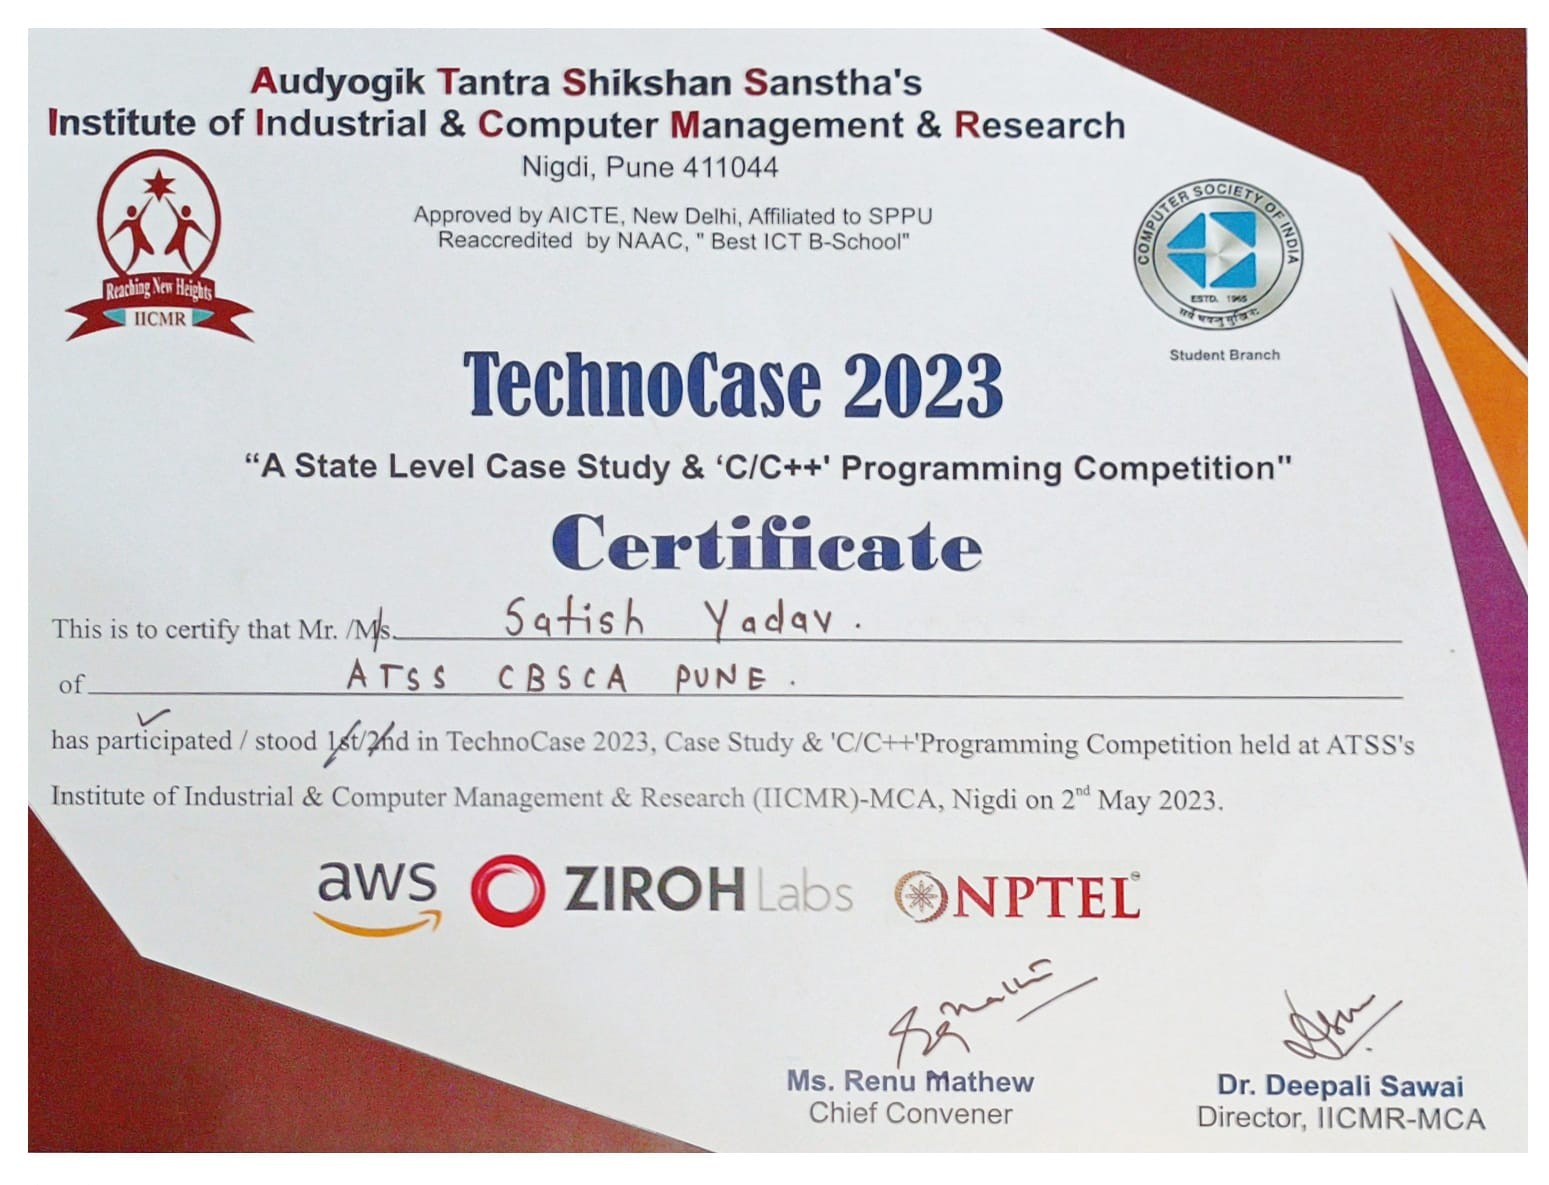 Audyogik Tantra Shikshan Sanstha's
Institute of Industrial & Computer Management & Research
Nigdi, Pune 411044
Approved by AICTE, New Delhi, Affiliated to SPPU
Reaccredited by NAAC, " Best ICT B-School"
Reaching New Heights
IICMR
COMPUTER SOCIETY OF INDIA
ESTD. 1965
Student Branch
TechnoCase 2023
“A State Level Case Study & ‘C/C++' Programming Competition"
Certificate
This is to certify that Mr. /Ms. Satish Yadav .
of ATSS CBSCA PUNE .
has participated / stood 1st/2nd in TechnoCase 2023, Case Study & 'C/C++'Programming Competition held at ATSS's
Institute of Industrial & Computer Management & Research (IICMR)-MCA, Nigdi on 2nd May 2023.
aws ZIROH Labs NPTEL
Ms. Renu Mathew
Chief Convener
Dr. Deepali Sawai
Director, IICMR-MCA